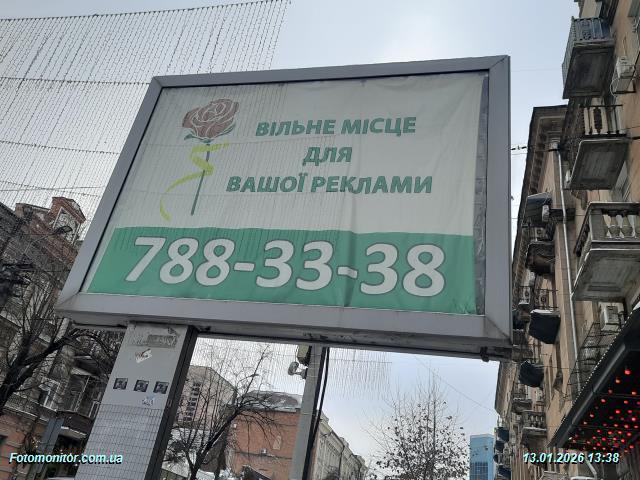 ВІЛЬНЕ МІСЦЕ
ДЛЯ
ВАШОЇ РЕКЛАМИ
788-33-38
Fotomonitor.com.ua
13.01.2026 13:38